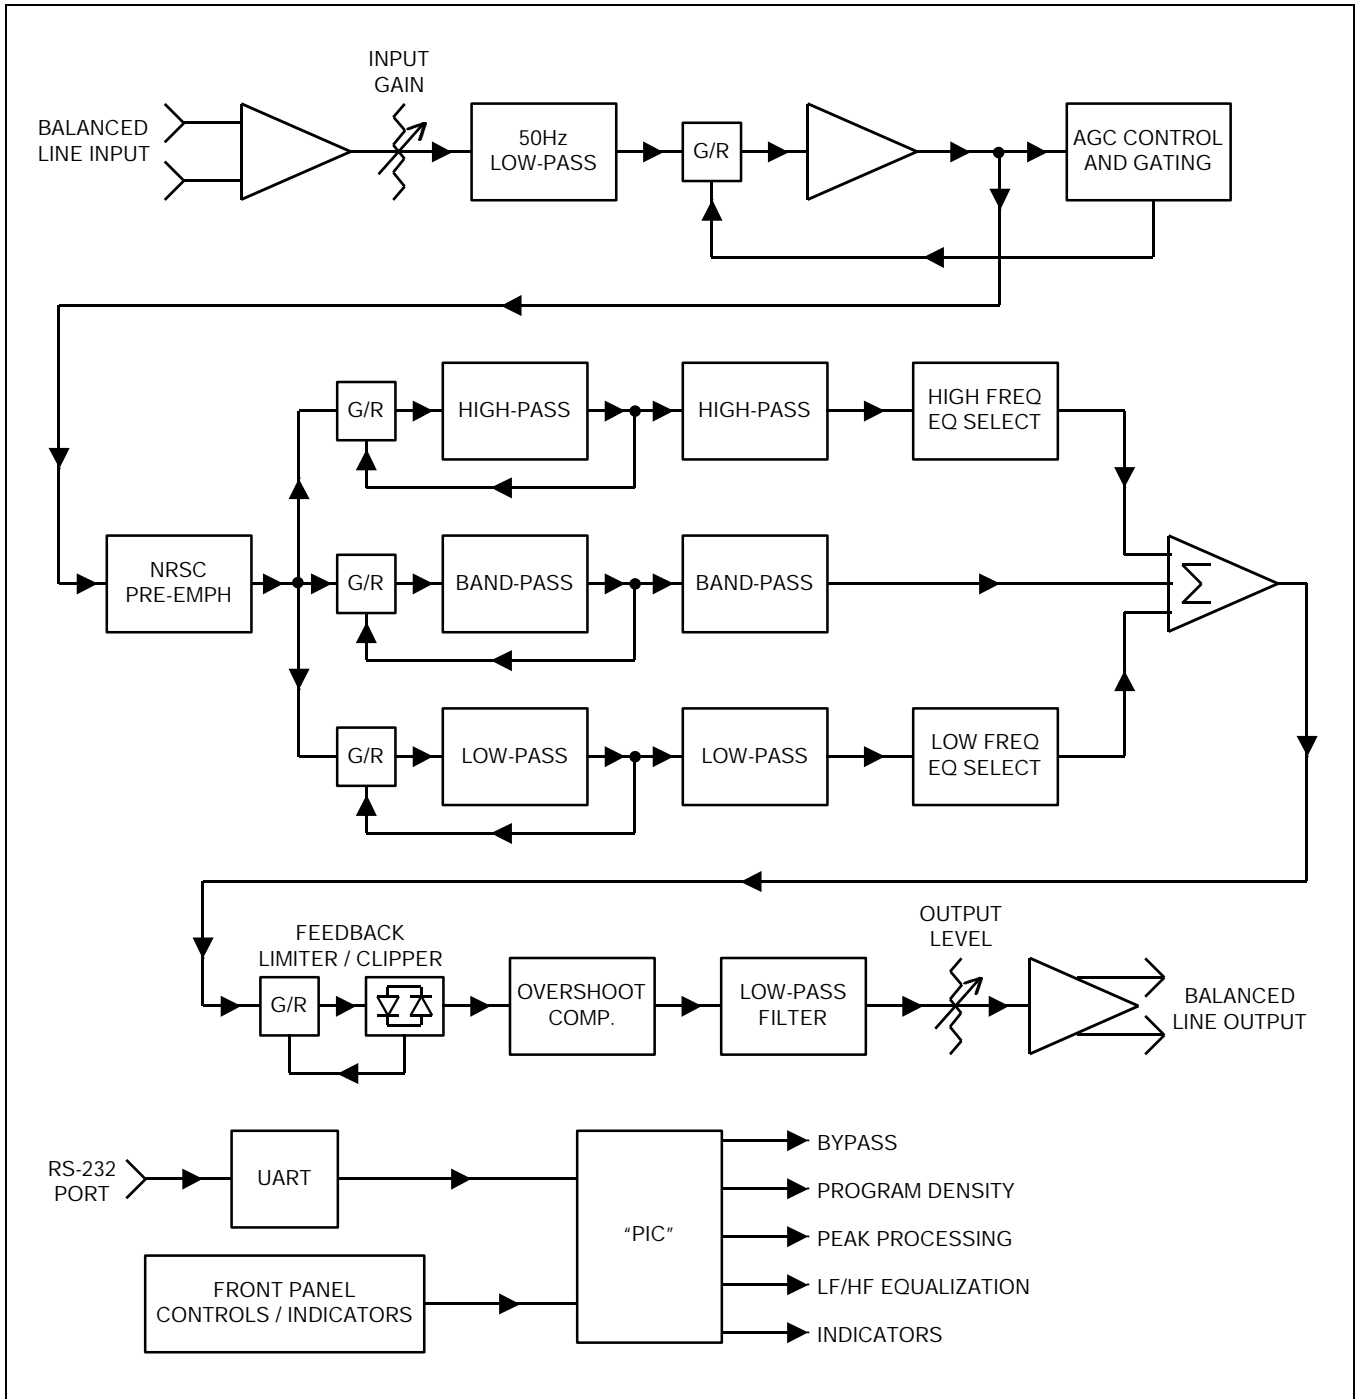 INPUT
GAIN
BALANCED
LINE INPUT
50Hz
LOW-PASS
G/R
AGC CONTROL
AND GATING
G/R
HIGH-PASS
HIGH-PASS
HIGH FREQ
EQ SELECT
NRSC
PRE-EMPH
G/R
BAND-PASS
BAND-PASS
Σ
G/R
LOW-PASS
LOW-PASS
LOW FREQ
EQ SELECT
FEEDBACK
LIMITER / CLIPPER
G/R
OVERSHOOT
COMP.
LOW-PASS
FILTER
OUTPUT
LEVEL
BALANCED
LINE OUTPUT
RS-232
PORT
UART
FRONT PANEL
CONTROLS / INDICATORS
“PIC”
BYPASS
PROGRAM DENSITY
PEAK PROCESSING
LF/HF EQUALIZATION
INDICATORS